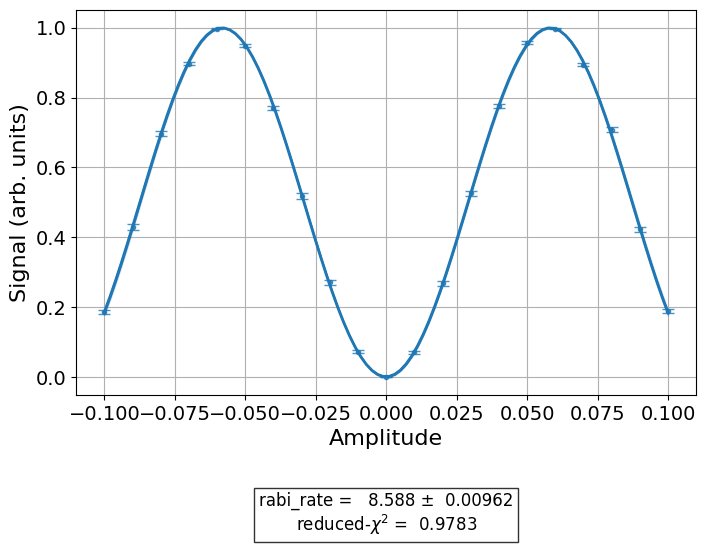 1.0
0.8
0.6
0.4
0.2
0.0
Signal (arb. units)
−0.100 −0.075 −0.050 −0.025 0.000 0.025 0.050 0.075 0.100
Amplitude
rabi_rate = 8.588 ± 0.00962
reduced-χ² = 0.9783